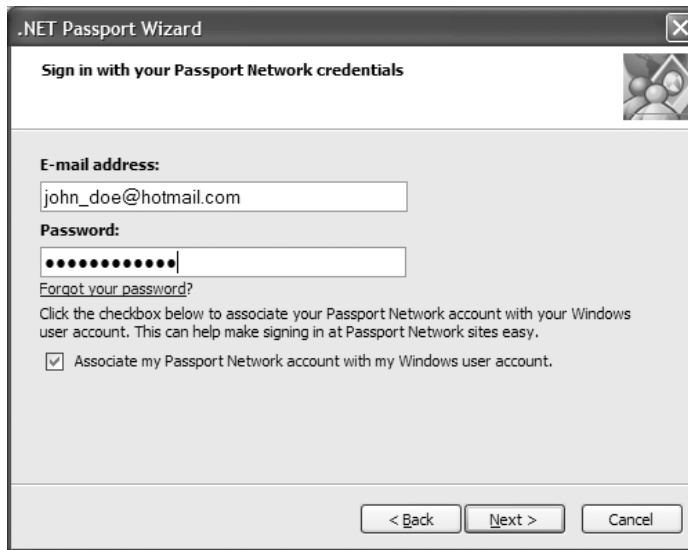 .NET Passport Wizard
Sign in with your Passport Network credentials
E-mail address:
john_doe@hotmail.com
Password:
●●●●●●●●●●●●
Forgot your password?
Click the checkbox below to associate your Passport Network account with your Windows
user account. This can help make signing in at Passport Network sites easy.
Associate my Passport Network account with my Windows user account.
< Back Next > Cancel